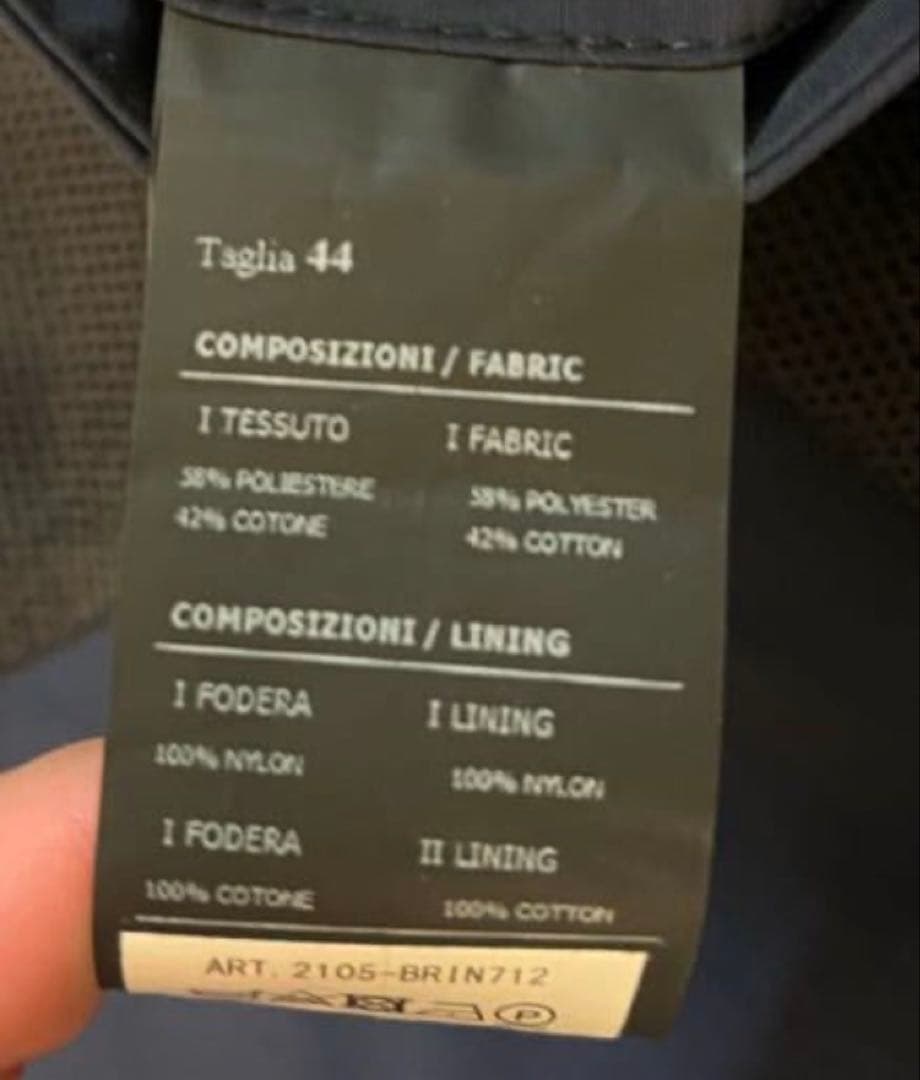 Taglia 44
COMPOSIZIONI / FABRIC
I TESSUTO I FABRIC
58% POLIESTERE 58% POLYESTER
42% COTONE 42% COTTON
COMPOSIZIONI / LINING
I FODERA I LINING
100% NYLON 100% NYLON
I FODERA II LINING
100% COTONE 100% COTTON
ART. 2105-BRIN712
P